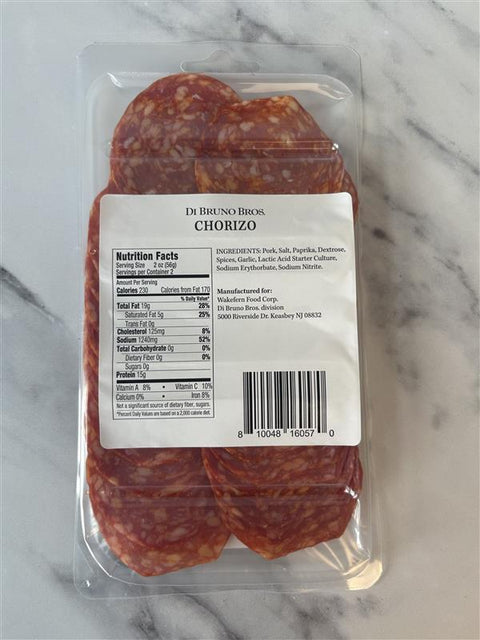 DI BRUNO BROS.
CHORIZO
Nutrition Facts
Serving Size 2 oz (56g)
Servings per Container 2
Amount Per Serving
Calories 230 Calories from Fat 170
% Daily Value*
Total Fat 19g 28%
Saturated Fat 5g 25%
Trans Fat 0g
Cholesterol 125mg 8%
Sodium 1240mg 52%
Total Carbohydrate 0g 0%
Dietary Fiber 0g 0%
Sugars 0g
Protein 15g
Vitamin A 8% • Vitamin C 10%
Calcium 0% • Iron 8%
Not a significant source of dietary fiber, sugars.
*Percent Daily Values are based on a 2,000 calorie diet.
INGREDIENTS: Pork, Salt, Paprika, Dextrose,
Spices, Garlic, Lactic Acid Starter Culture,
Sodium Erythorbate, Sodium Nitrite.
Manufactured for:
Wakefern Food Corp.
Di Bruno Bros. division
5000 Riverside Dr. Keasbey NJ 08832
8 10048 16057 0